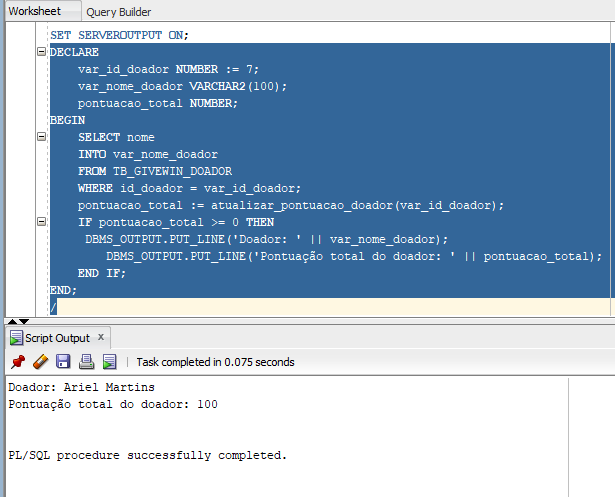 Worksheet Query Builder
SET SERVEROUTPUT ON;
DECLARE
    var_id_doador NUMBER := 7;
    var_nome_doador VARCHAR2(100);
    pontuacao_total NUMBER;
BEGIN
    SELECT nome
    INTO var_nome_doador
    FROM TB_GIVEWIN_DOADOR
    WHERE id_doador = var_id_doador;
    pontuacao_total := atualizar_pontuacao_doador(var_id_doador);
    IF pontuacao_total >= 0 THEN
     DBMS_OUTPUT.PUT_LINE('Doador: ' || var_nome_doador);
        DBMS_OUTPUT.PUT_LINE('Pontuação total do doador: ' || pontuacao_total);
    END IF;
END;
/
Script Output x
Task completed in 0.075 seconds
Doador: Ariel Martins
Pontuação total do doador: 100
PL/SQL procedure successfully completed.